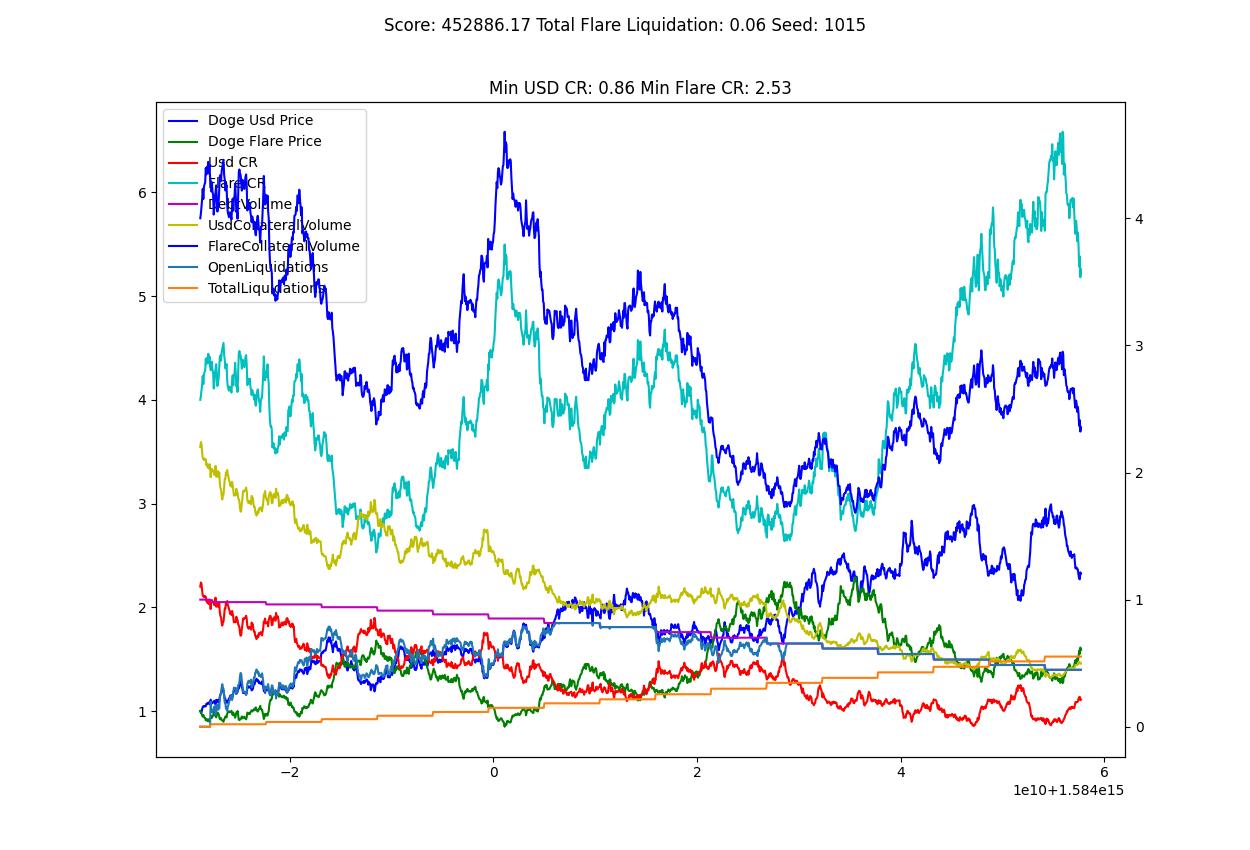 Score: 452886.17 Total Flare Liquidation: 0.06 Seed: 1015
Min USD CR: 0.86 Min Flare CR: 2.53
Doge Usd Price
Doge Flare Price
Usd CR
Flare CR
DebtVolume
UsdCollateralVolume
FlareCollateralVolume
OpenLiquidations
TotalLiquidations
6
5
4
3
2
1
4
3
2
1
0
−2
0
2
4
6
1e10+1.584e15